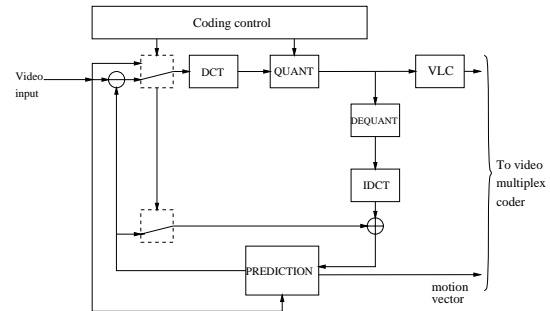 Coding control
Video
input
DCT
QUANT
VLC
DEQUANT
IDCT
To video
multiplex
coder
PREDICTION
motion
vector